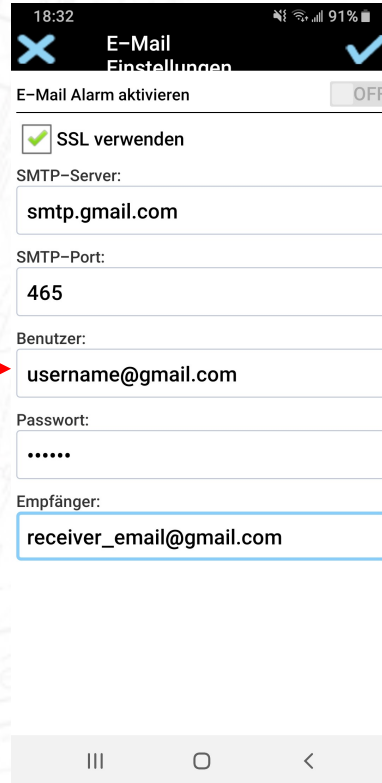 18:32 91%
E-Mail
Einstellungen
E-Mail Alarm aktivieren OFF
SSL verwenden
SMTP-Server:
smtp.gmail.com
SMTP-Port:
465
Benutzer:
username@gmail.com
Passwort:
••••••
Empfänger:
receiver_email@gmail.com